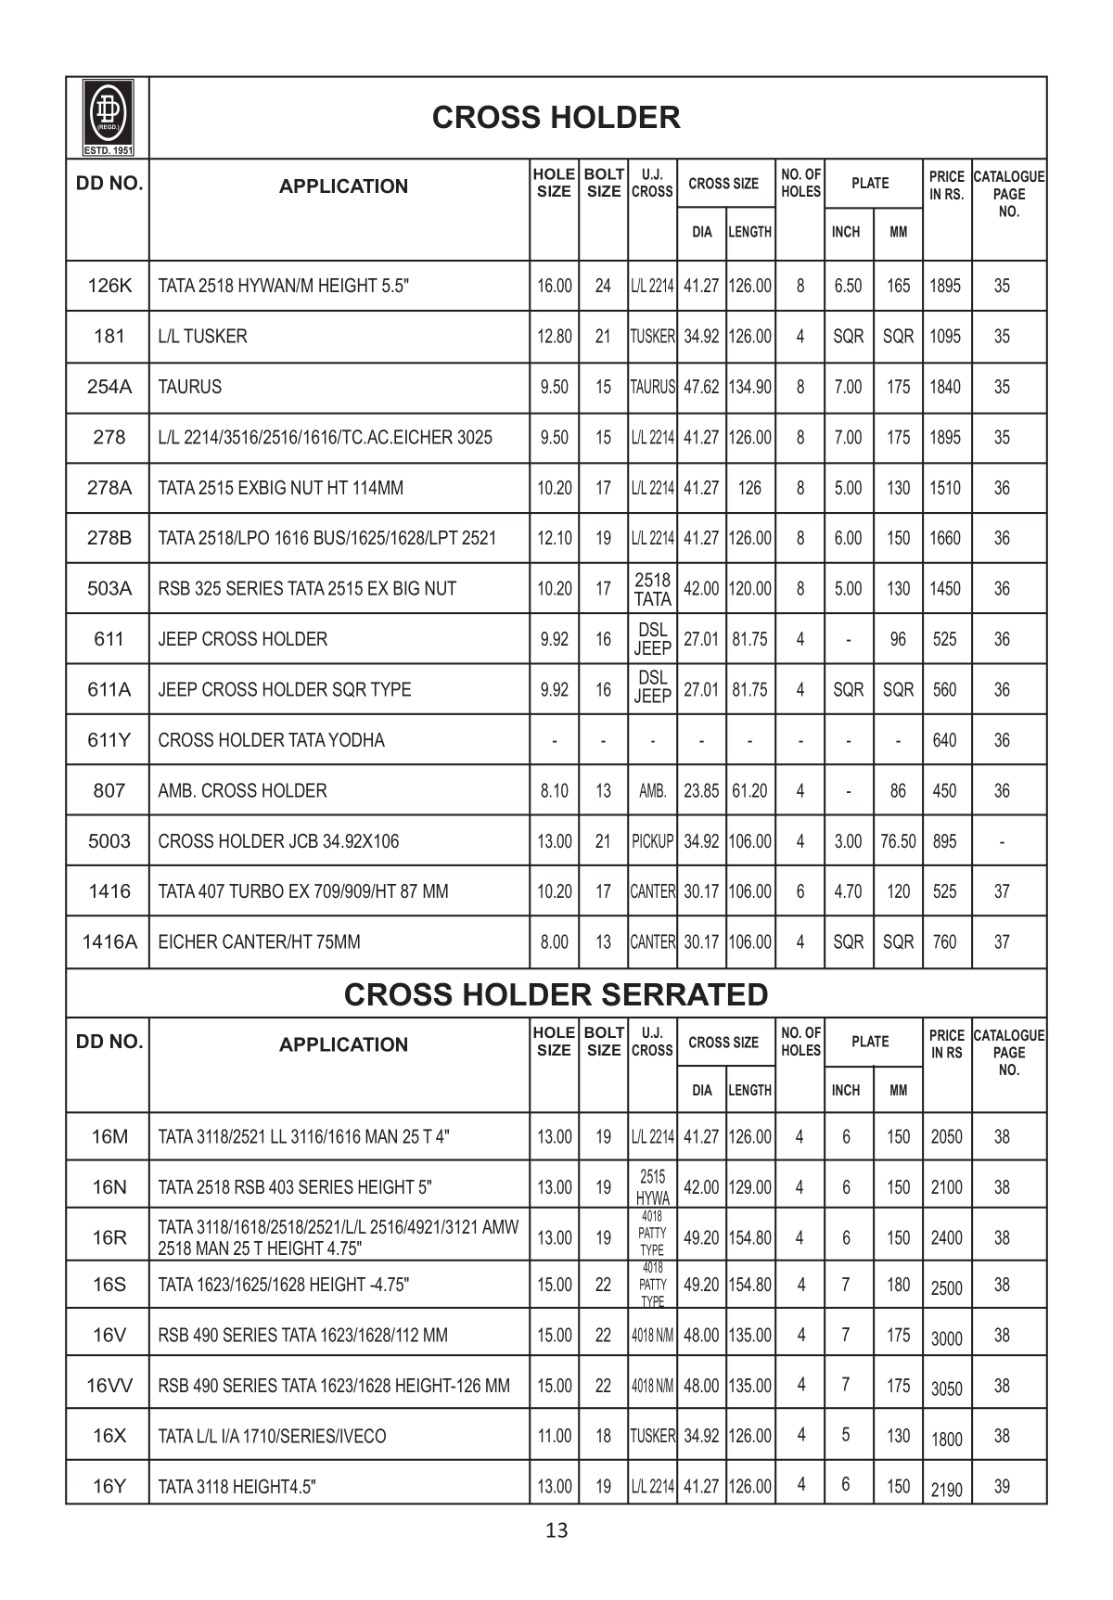 DD
(REGD.)
ESTD. 1951
CROSS HOLDER
DD NO. APPLICATION HOLE SIZE BOLT SIZE U.J. CROSS CROSS SIZE NO. OF HOLES PLATE PRICE IN RS. CATALOGUE PAGE NO.
DIA LENGTH INCH MM
126K TATA 2518 HYWAN/M HEIGHT 5.5" 16.00 24 L/L 2214 41.27 126.00 8 6.50 165 1895 35
181 L/L TUSKER 12.80 21 TUSKER 34.92 126.00 4 SQR SQR 1095 35
254A TAURUS 9.50 15 TAURUS 47.62 134.90 8 7.00 175 1840 35
278 L/L 2214/3516/2516/1616/TC.AC.EICHER 3025 9.50 15 L/L 2214 41.27 126.00 8 7.00 175 1895 35
278A TATA 2515 EXBIG NUT HT 114MM 10.20 17 L/L 2214 41.27 126 8 5.00 130 1510 36
278B TATA 2518/LPO 1616 BUS/1625/1628/LPT 2521 12.10 19 L/L 2214 41.27 126.00 8 6.00 150 1660 36
503A RSB 325 SERIES TATA 2515 EX BIG NUT 10.20 17 2518 TATA 42.00 120.00 8 5.00 130 1450 36
611 JEEP CROSS HOLDER 9.92 16 DSL JEEP 27.01 81.75 4 - 96 525 36
611A JEEP CROSS HOLDER SQR TYPE 9.92 16 DSL JEEP 27.01 81.75 4 SQR SQR 560 36
611Y CROSS HOLDER TATA YODHA - - - - - - - - 640 36
807 AMB. CROSS HOLDER 8.10 13 AMB. 23.85 61.20 4 - 86 450 36
5003 CROSS HOLDER JCB 34.92X106 13.00 21 PICKUP 34.92 106.00 4 3.00 76.50 895 -
1416 TATA 407 TURBO EX 709/909/HT 87 MM 10.20 17 CANTER 30.17 106.00 6 4.70 120 525 37
1416A EICHER CANTER/HT 75MM 8.00 13 CANTER 30.17 106.00 4 SQR SQR 760 37
CROSS HOLDER SERRATED
DD NO. APPLICATION HOLE SIZE BOLT SIZE U.J. CROSS CROSS SIZE NO. OF HOLES PLATE PRICE IN RS CATALOGUE PAGE NO.
DIA LENGTH INCH MM
16M TATA 3118/2521 LL 3116/1616 MAN 25 T 4" 13.00 19 L/L 2214 41.27 126.00 4 6 150 2050 38
16N TATA 2518 RSB 403 SERIES HEIGHT 5" 13.00 19 2515 HYWA 42.00 129.00 4 6 150 2100 38
16R TATA 3118/1618/2518/2521/L/L 2516/4921/3121 AMW 2518 MAN 25 T HEIGHT 4.75" 13.00 19 4018 PATTY TYPE 49.20 154.80 4 6 150 2400 38
16S TATA 1623/1625/1628 HEIGHT -4.75" 15.00 22 4018 PATTY TYPE 49.20 154.80 4 7 180 2500 38
16V RSB 490 SERIES TATA 1623/1628/112 MM 15.00 22 4018 N/M 48.00 135.00 4 7 175 3000 38
16VV RSB 490 SERIES TATA 1623/1628 HEIGHT-126 MM 15.00 22 4018 N/M 48.00 135.00 4 7 175 3050 38
16X TATA L/L I/A 1710/SERIES/IVECO 11.00 18 TUSKER 34.92 126.00 4 5 130 1800 38
16Y TATA 3118 HEIGHT4.5" 13.00 19 L/L 2214 41.27 126.00 4 6 150 2190 39
13